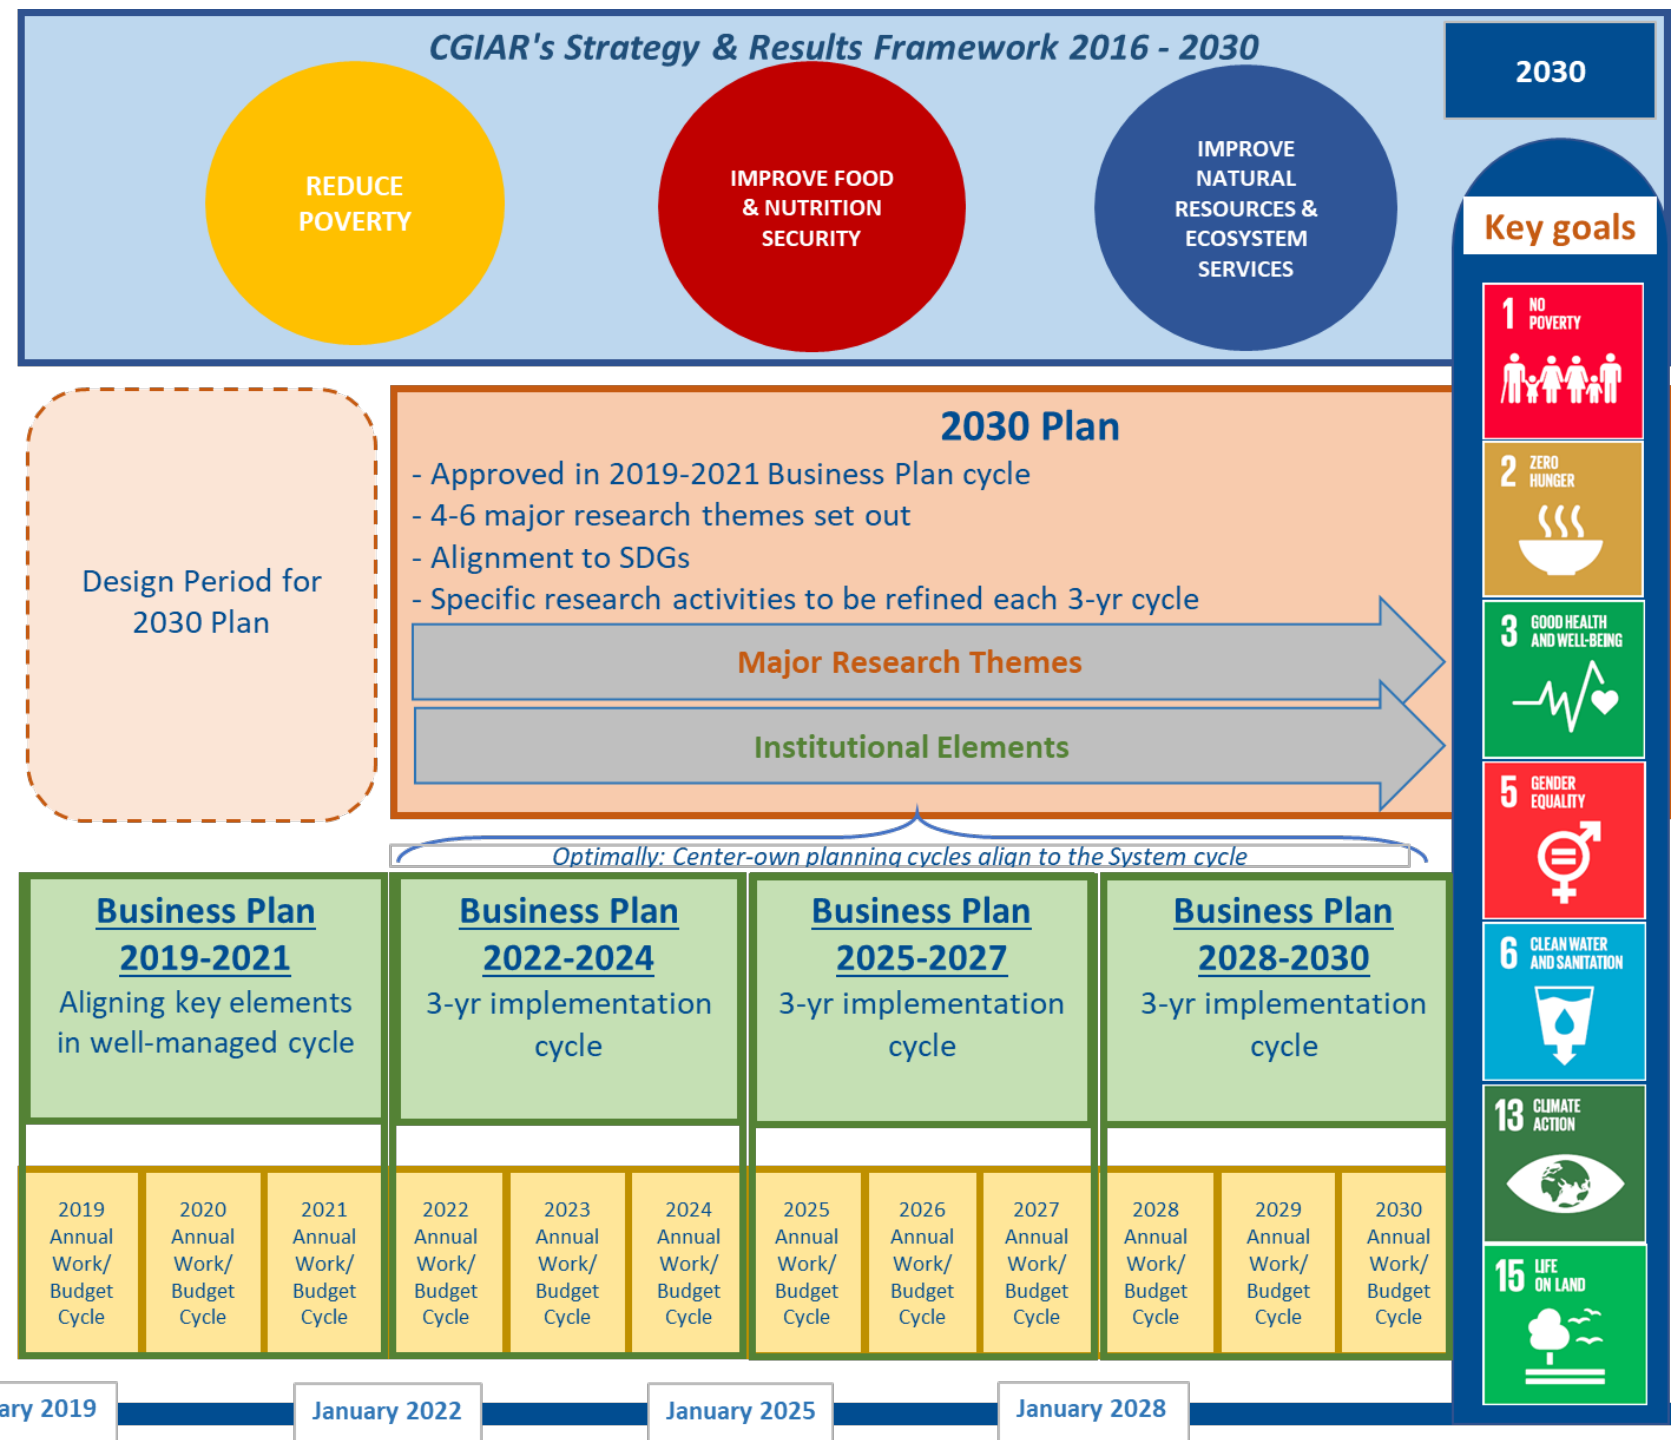 CGIAR's Strategy & Results Framework 2016 - 2030
2030
REDUCE
POVERTY
IMPROVE FOOD
& NUTRITION
SECURITY
IMPROVE
NATURAL
RESOURCES &
ECOSYSTEM
SERVICES
Key goals
1 NO
POVERTY
2 ZERO
HUNGER
3 GOOD HEALTH
AND WELL-BEING
5 GENDER
EQUALITY
6 CLEAN WATER
AND SANITATION
13 CLIMATE
ACTION
15 LIFE
ON LAND
Design Period for
2030 Plan
2030 Plan
- Approved in 2019-2021 Business Plan cycle
- 4-6 major research themes set out
- Alignment to SDGs
- Specific research activities to be refined each 3-yr cycle
Major Research Themes
Institutional Elements
Optimally: Center-own planning cycles align to the System cycle
Business Plan
2019-2021
Aligning key elements
in well-managed cycle
Business Plan
2022-2024
3-yr implementation
cycle
Business Plan
2025-2027
3-yr implementation
cycle
Business Plan
2028-2030
3-yr implementation
cycle
2019
Annual
Work/
Budget
Cycle
2020
Annual
Work/
Budget
Cycle
2021
Annual
Work/
Budget
Cycle
2022
Annual
Work/
Budget
Cycle
2023
Annual
Work/
Budget
Cycle
2024
Annual
Work/
Budget
Cycle
2025
Annual
Work/
Budget
Cycle
2026
Annual
Work/
Budget
Cycle
2027
Annual
Work/
Budget
Cycle
2028
Annual
Work/
Budget
Cycle
2029
Annual
Work/
Budget
Cycle
2030
Annual
Work/
Budget
Cycle
ary 2019
January 2022
January 2025
January 2028